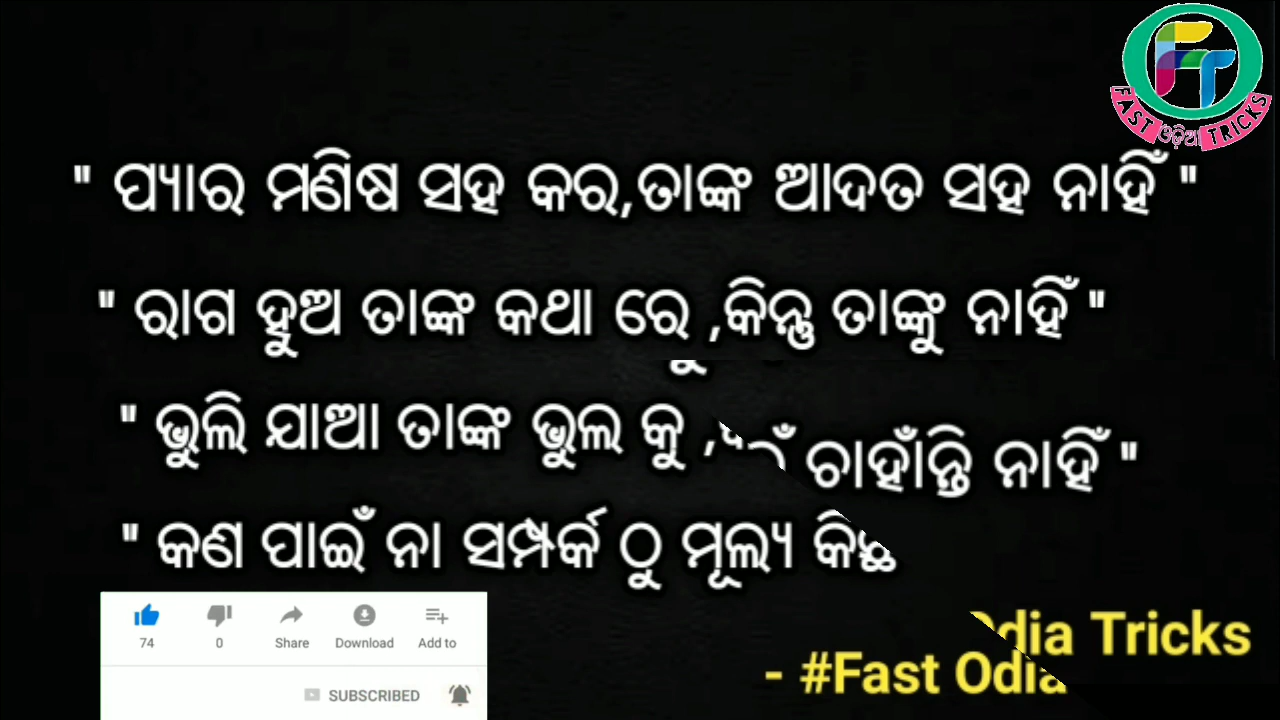 FAST ଓଡ଼ିଆ TRICKS
" ପ୍ୟାର ମଣିଷ ସହ କର,ତାଙ୍କ ଆଦତ ସହ ନାହିଁ "
" ରାଗ ହୁଅ ତାଙ୍କ କଥା ରେ ,କିନ୍ତୁ ତାଙ୍କୁ ନାହିଁ "
" ଭୁଲି ଯାଆ ତାଙ୍କ ଭୁଲ କୁ ,
ଚାହାଁନ୍ତି ନାହିଁ "
" କଣ ପାଇଁ ନା ସମ୍ପର୍କ ଠୁ ମୂଲ୍ୟ କିଛି
74 0 Share Download Add to
SUBSCRIBED
Odia Tricks
- #Fast Odia